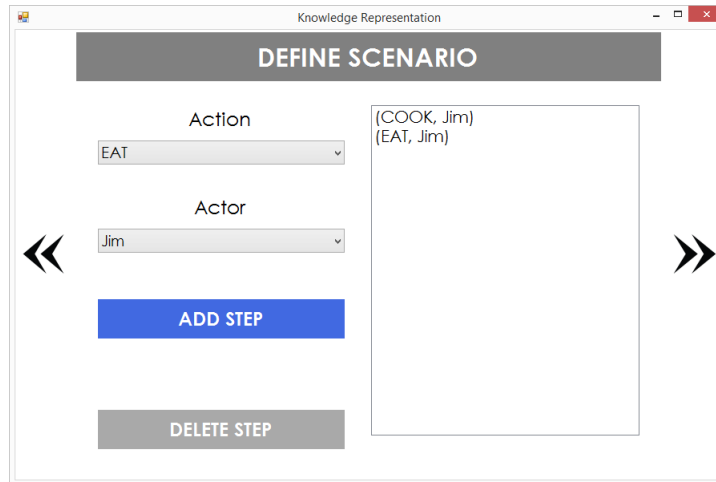 Knowledge Representation
DEFINE SCENARIO
Action
EAT
Actor
Jim
ADD STEP
DELETE STEP
(COOK, Jim)
(EAT, Jim)